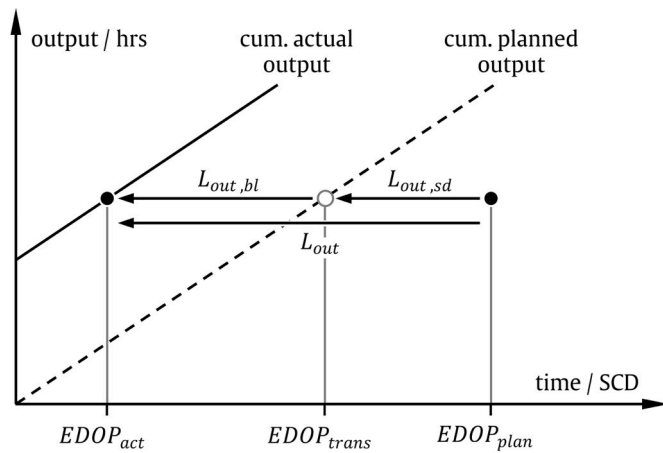 output / hrs
cum. actual
output
cum. planned
output
L_out,bl
L_out,sd
L_out
time / SCD
EDOP_act
EDOP_trans
EDOP_plan